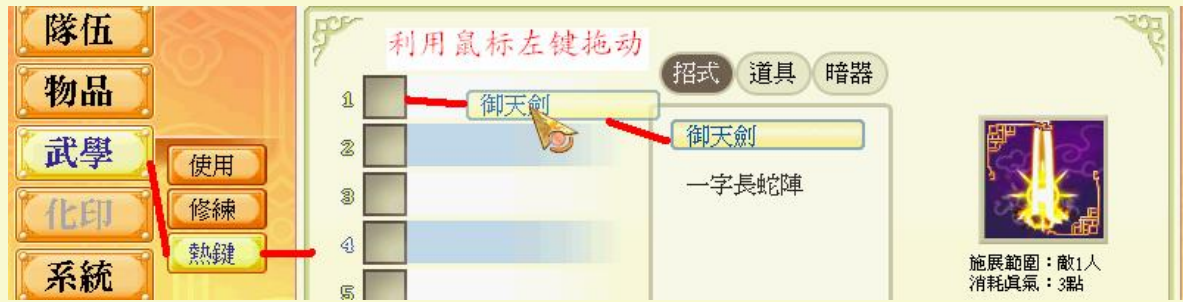 隊伍
物品
武學
化印
系統
使用
修練
熱鍵
利用鼠标左键拖动
1
2
3
4
5
御天劍
招式
道具
暗器
御天劍
一字長蛇陣
施展範圍：敵1人
消耗眞氣：3點